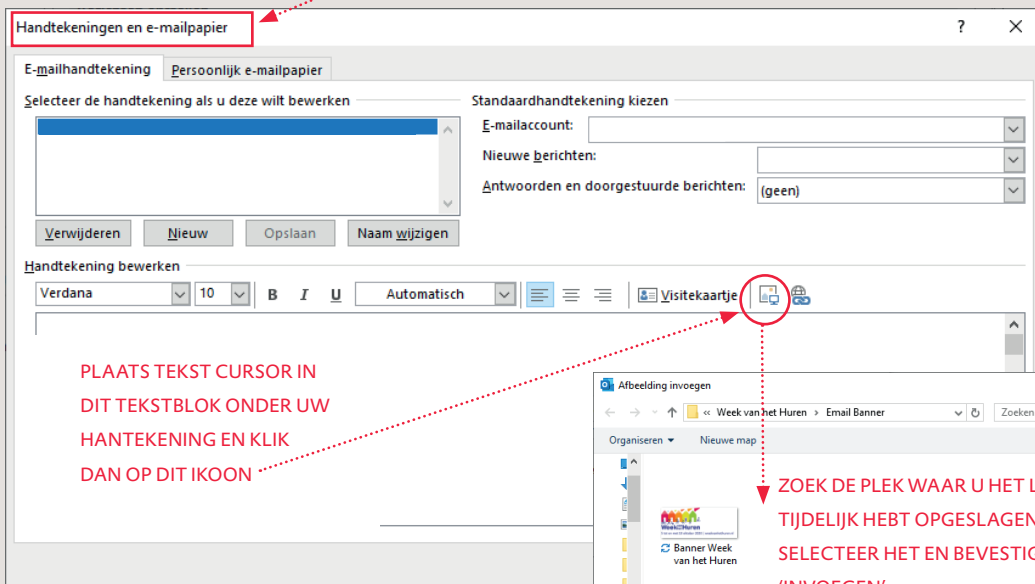 Handtekeningen en e-mailpapier
?
E-mailhandtekening
Persoonlijk e-mailpapier
Selecteer de handtekening als u deze wilt bewerken
Standaardhandtekening kiezen
E-mailaccount:
Nieuwe berichten:
Antwoorden en doorgestuurde berichten: (geen)
Verwijderen
Nieuw
Opslaan
Naam wijzigen
Handtekening bewerken
Verdana
10
B
I
U
Automatisch
Visitekaartje
PLAATS TEKST CURSOR IN
DIT TEKSTBLOK ONDER UW
HANTEKENING EN KLIK
DAN OP DIT IKOON
Afbeelding invoegen
« Week van het Huren > Email Banner
Zoeken
Organiseren
Nieuwe map
Banner Week
van het Huren
ZOEK DE PLEK WAAR U HET
TIJDELIJK HEBT OPGESLAGEN
SELECTEER HET EN
'INVOEGEN'